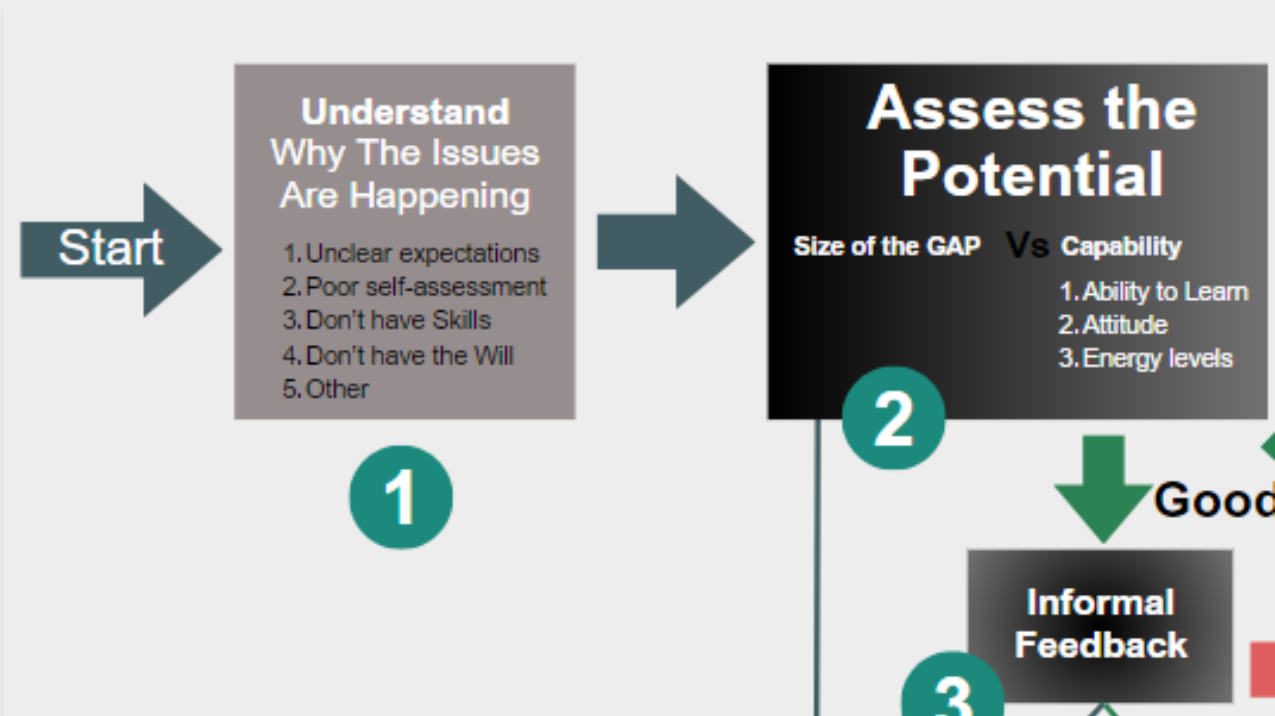 Start
Understand
Why The Issues
Are Happening
1. Unclear expectations
2. Poor self-assessment
3. Don't have Skills
4. Don't have the Will
5. Other
1
Assess the
Potential
Size of the GAP Vs Capability
1. Ability to Learn
2. Attitude
3. Energy levels
2
Good
Informal
Feedback
3